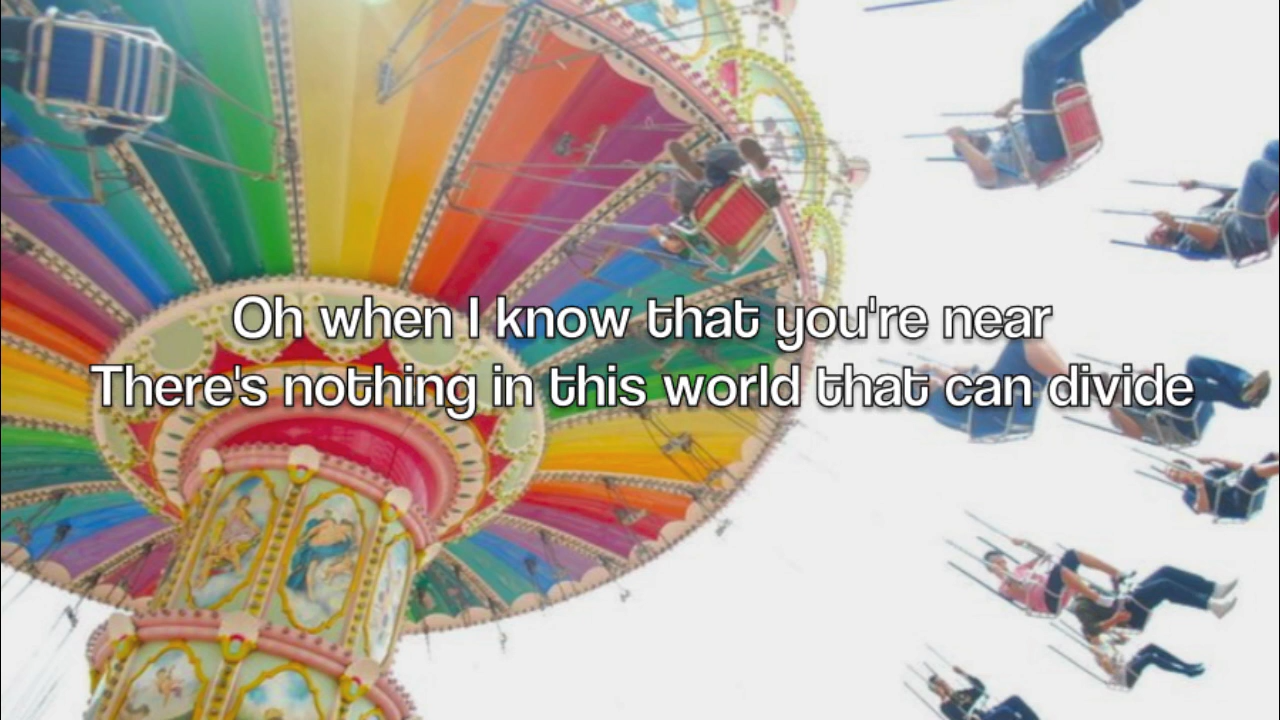 Oh when I know that you're near
There's nothing in this world that can divide